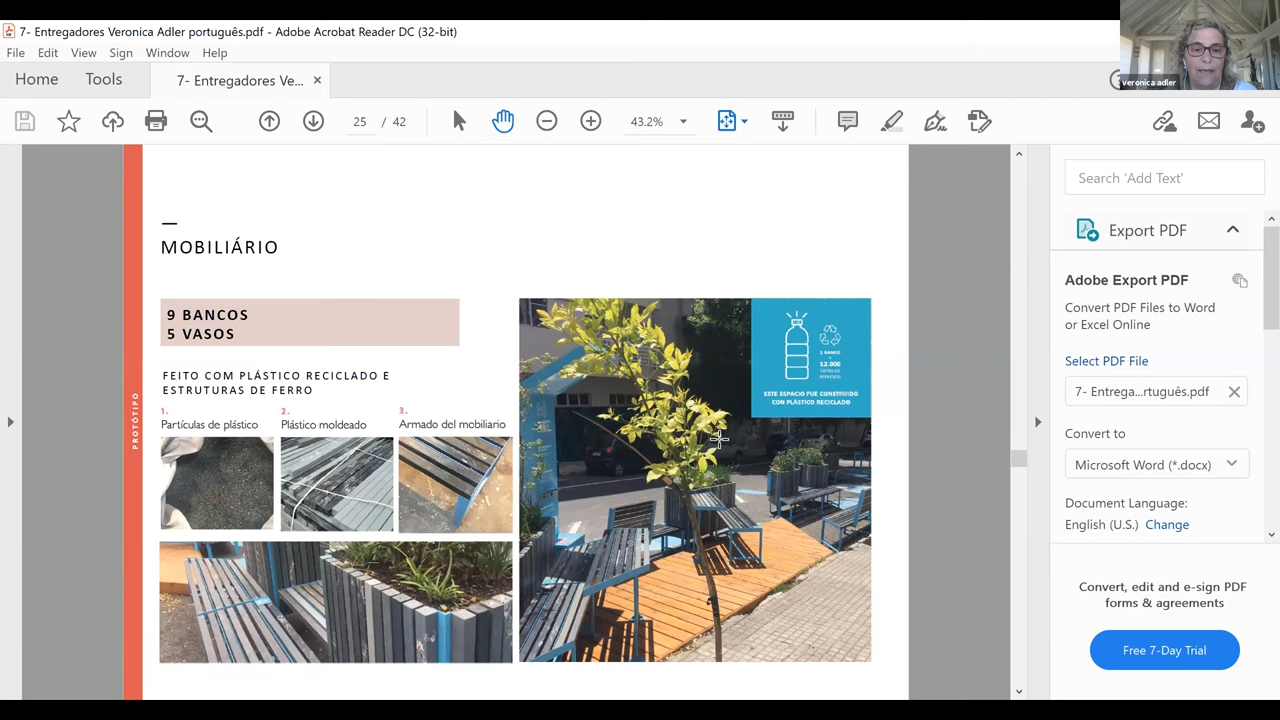 7- Entregadores Veronica Adler português.pdf - Adobe Acrobat Reader DC (32-bit)
File Edit View Sign Window Help
Home Tools 7- Entregadores Ve... ×
veronica adler
25 / 42 43.2%
MOBILIÁRIO
9 BANCOS
5 VASOS
FEITO COM PLÁSTICO RECICLADO E
ESTRUTURAS DE FERRO
1. 2. 3.
Partículas de plástico Plástico moldeado Armado del mobiliario
PROTÓTIPO
1 BANCO
=
12.000
ESTE ESPACIO FUE CONSTRUIDO
CON PLÁSTICO RECICLADO
Search 'Add Text'
Export PDF
Adobe Export PDF
Convert PDF Files to Word
or Excel Online
Select PDF File
7- Entrega...rtuguês.pdf
Convert to
Microsoft Word (*.docx)
Document Language:
English (U.S.) Change
Convert, edit and e-sign PDF
forms & agreements
Free 7-Day Trial